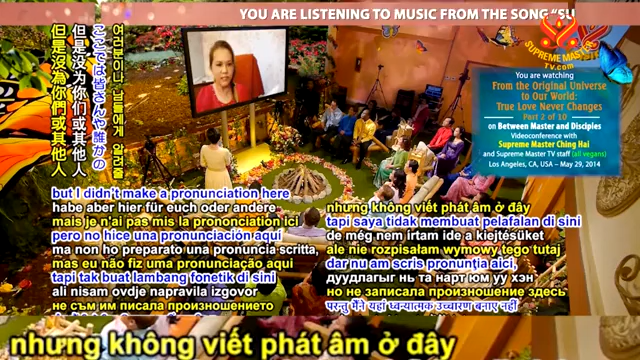 YOU ARE LISTENING TO MUSIC FROM THE SONG "SU
SUPREME MASTER
TV.com
You are watching
From the Original Universe
to Our World:
True Love Never Changes
Part 2 of 10
on Between Master and Disciples
Videoconference with
Supreme Master Ching Hai
and Supreme Master TV staff (all vegans)
Los Angeles, CA, USA – May 29, 2014
但是沒為你們或其他人
但是没为你们或其他人
ここでは皆さんや誰かの
여러분이나 남들에게 알려줄
but I didn't make a pronunciation here
habe aber hier für euch oder andere
mais je n'ai pas mis la prononciation ici
pero no hice una pronunciación aquí
ma non ho preparato una pronuncia scritta,
mas eu não fiz uma pronunciação aqui
tapi tak buat lambang fonetik di sini
ali nisam ovdje napravila izgovor
не съм им писала произношението
nhưng không viết phát âm ở đây
tapi saya tidak membuat pelafalan di sini
de még nem írtam ide a kiejtésüket
ale nie rozpisałam wymowy tego tutaj
dar nu am scris pronunţia aici,
дуудлагыг нь та нарт юм уу хэн
но не записала произношение здесь
परन्तु मैंने यहां ध्वन्यात्मक उच्चारण बनाए नहीं
nhưng không viết phát âm ở đây